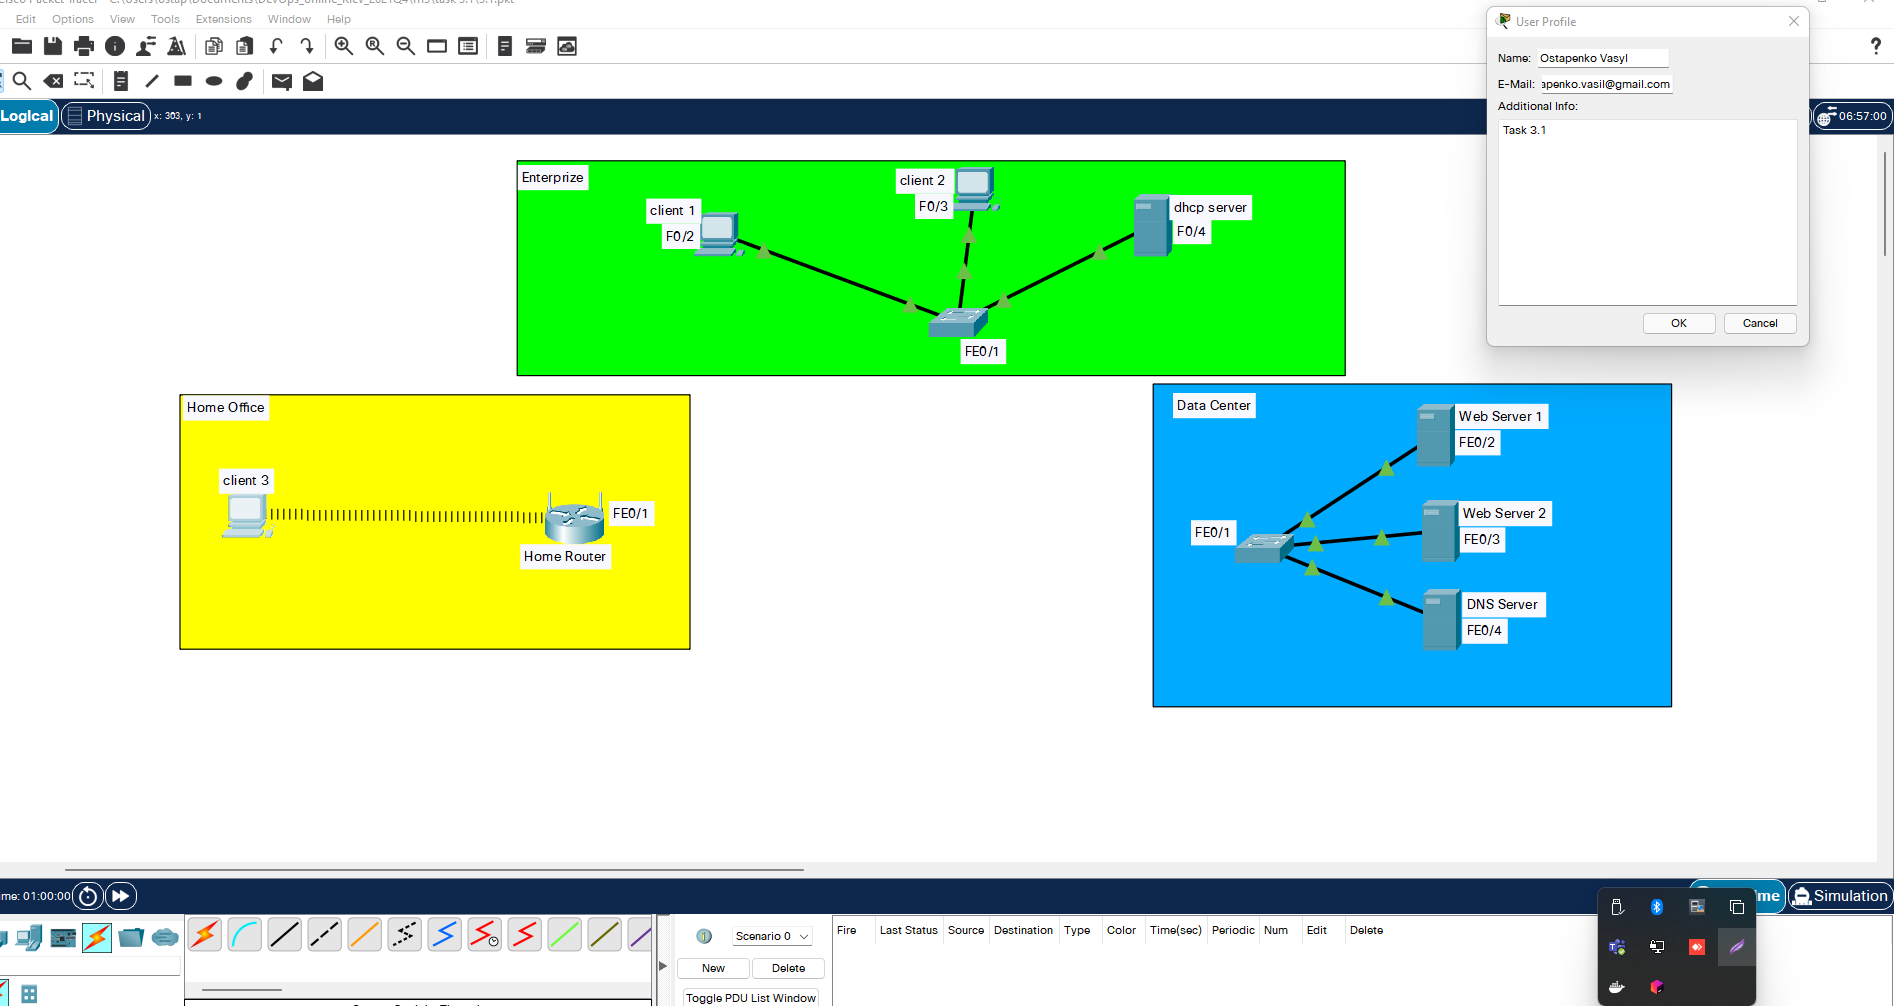 Edit Options View Tools Extensions Window Help
User Profile
Name: Ostapenko Vasyl
E-Mail: apenko.vasil@gmail.com
Additional Info:
Task 3.1
OK Cancel
Logical Physical x: 303, y: 1
06:57:00
Enterprize
client 1
F0/2
client 2
F0/3
dhcp server
F0/4
FE0/1
Home Office
client 3
FE0/1
Home Router
Data Center
Web Server 1
FE0/2
FE0/1
Web Server 2
FE0/3
DNS Server
FE0/4
ime: 01:00:00
me Simulation
Scenario 0
New Delete
Toggle PDU List Window
Fire Last Status Source Destination Type Color Time(sec) Periodic Num Edit Delete